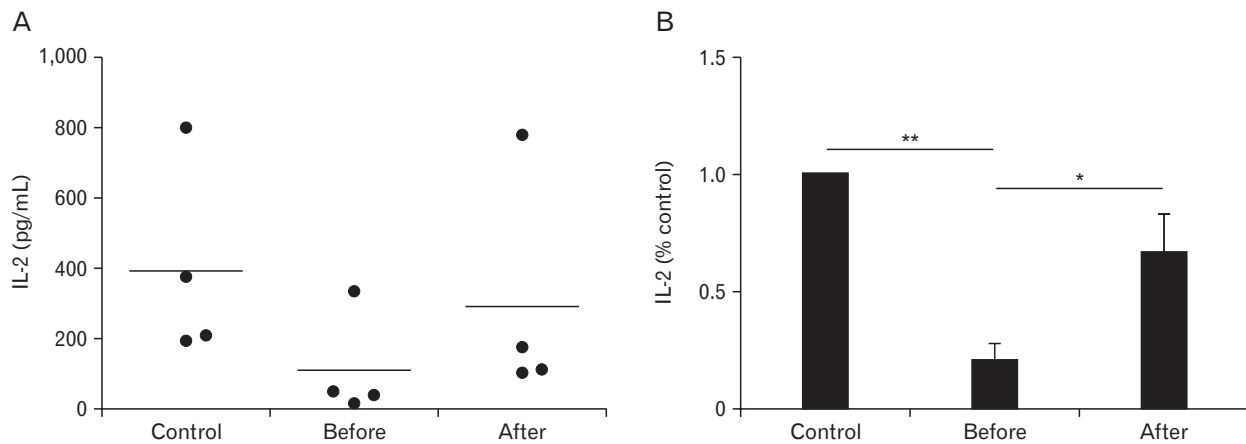 A
IL-2 (pg/mL)
1,000
800
600
400
200
0
Control
Before
After
B
IL-2 (% control)
1.5
1.0
0.5
0
**
*
Control
Before
After